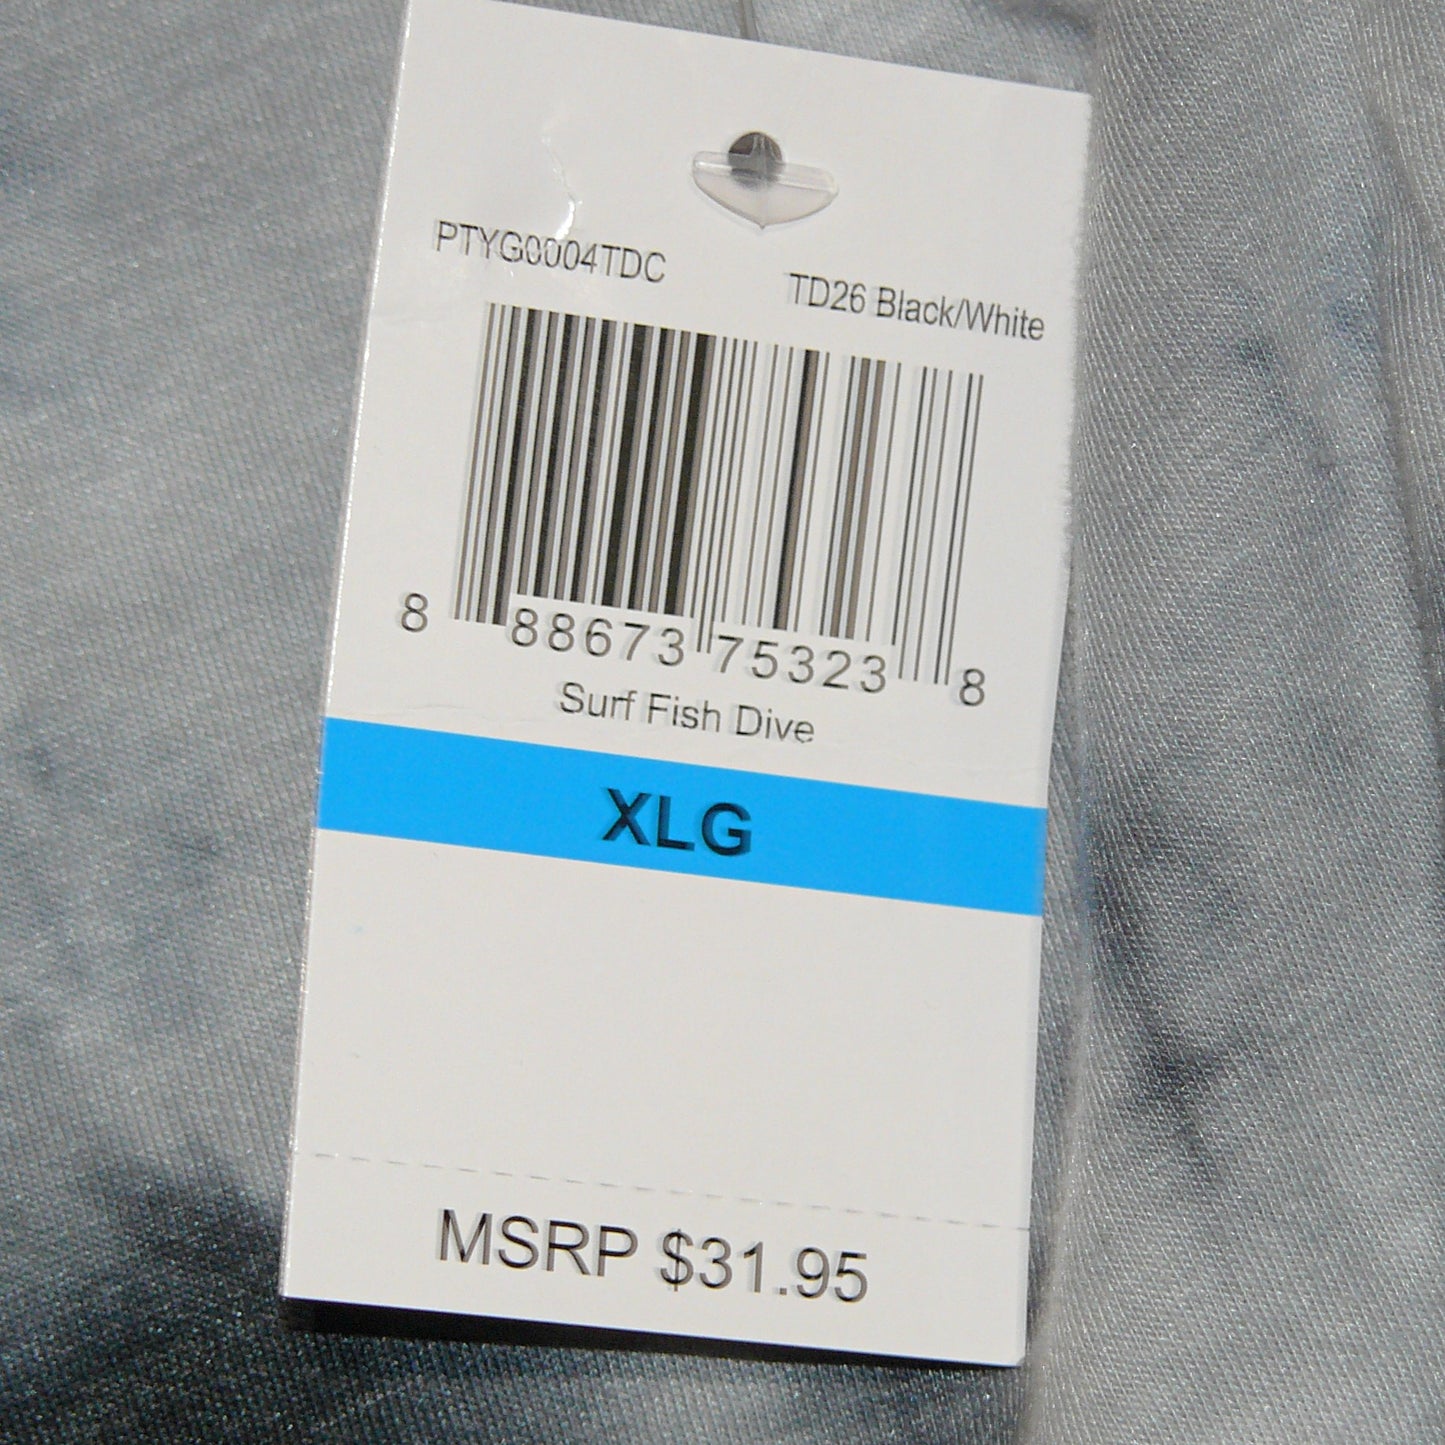 PTYG0004TDC
TD26 Black/White
8 88673 75323 8
Surf Fish Dive
XLG
MSRP $31.95